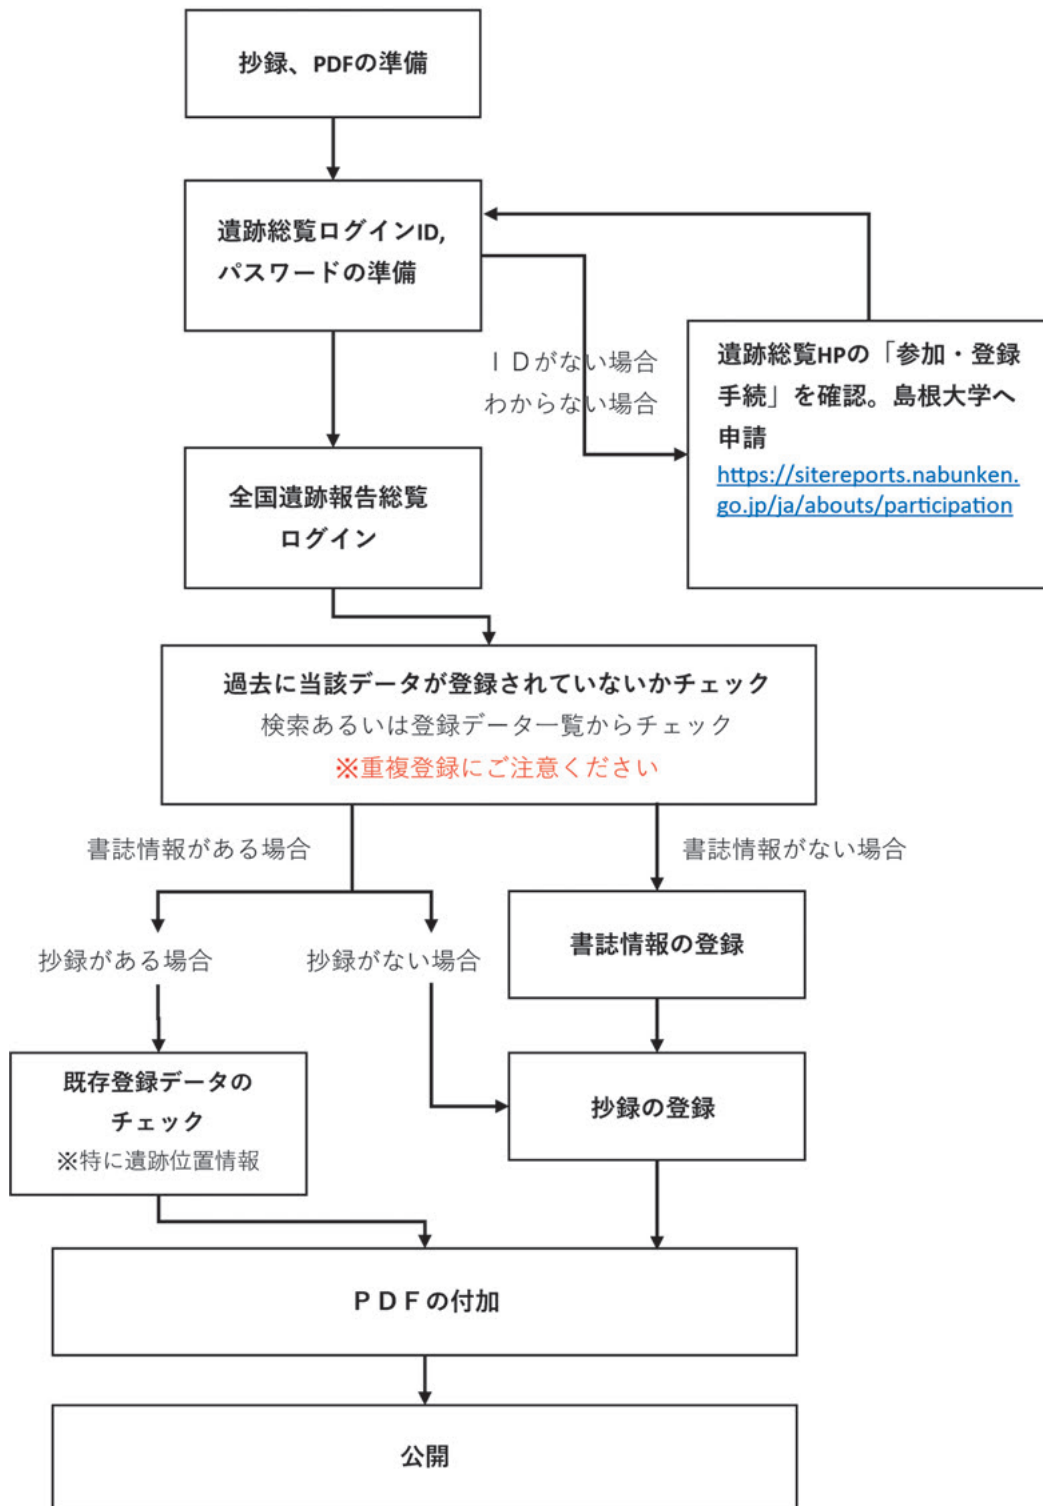 抄録、PDFの準備
遺跡総覧ログインID,
パスワードの準備
IDがない場合
わからない場合
遺跡総覧HPの「参加・登録
手続」を確認。島根大学へ
申請
https://sitereports.nabunken.
go.jp/ja/abouts/participation
全国遺跡報告総覧
ログイン
過去に当該データが登録されていないかチェック
検索あるいは登録データ一覧からチェック
※重複登録にご注意ください
書誌情報がある場合
書誌情報がない場合
書誌情報の登録
抄録がある場合
抄録がない場合
既存登録データの
チェック
※特に遺跡位置情報
抄録の登録
PDFの付加
公開